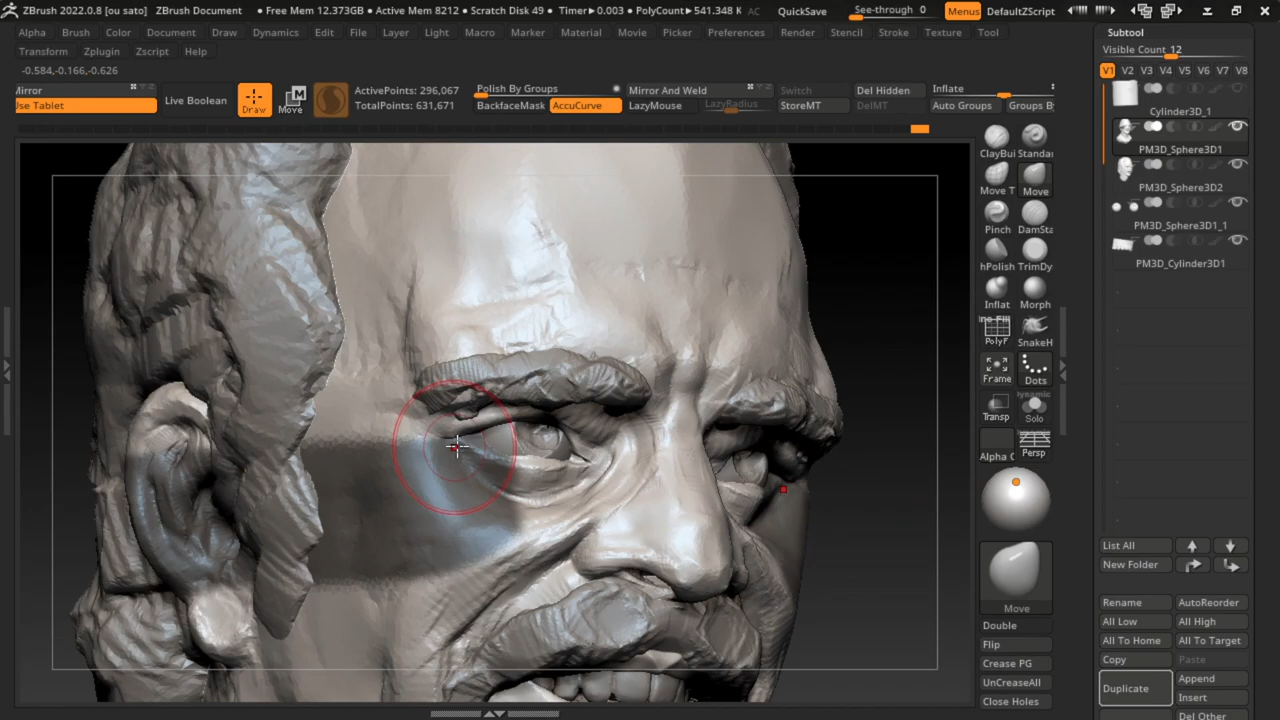 ZBrush 2022.0.8 [ou sato] ZBrush Document ● Free Mem 12.373GB ● Active Mem 8212 ● Scratch Disk 49 ● Timer▸0.003 ● PolyCount▸541.348 K AC QuickSave See-through 0 Menus DefaultZScript
Alpha Brush Color Document Draw Dynamics Edit File Layer Light Macro Marker Material Movie Picker Preferences Render Stencil Stroke Texture Tool
Transform Zplugin Zscript Help
-0.584,-0.166,-0.626
Mirror
Use Tablet
Live Boolean
Draw
M
Move
ActivePoints: 296,067
TotalPoints: 631,671
Polish By Groups
BackfaceMask AccuCurve
Mirror And Weld
LazyMouse LazyRadius
Switch
StoreMT
Del Hidden
DelMT
Inflate
Auto Groups Groups By
ClayBui Standar
Move T Move
Pinch DamSta
hPolish TrimDy
Inflat Morph
PolyF SnakeH
Frame Dots
Transp Dynamic Solo
Alpha O Persp
Move
Double
Flip
Crease PG
UnCreaseAll
Close Holes
Subtool
Visible Count 12
V1 V2 V3 V4 V5 V6 V7 V8
Cylinder3D_1
PM3D_Sphere3D1
PM3D_Sphere3D2
PM3D_Sphere3D1_1
PM3D_Cylinder3D1
List All
New Folder
Rename AutoReorder
All Low All High
All To Home All To Target
Copy Paste
Duplicate Append
Insert
Del Other